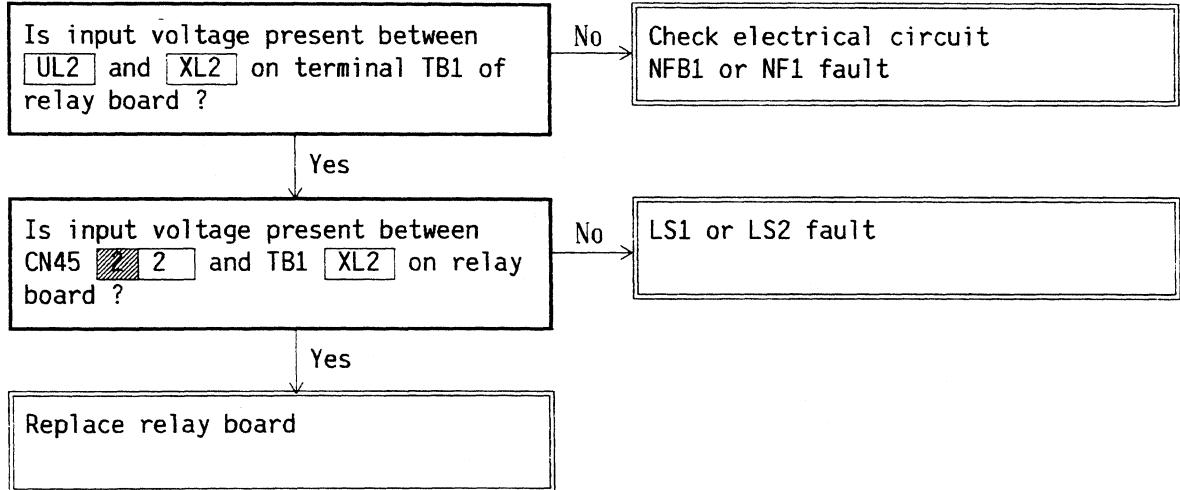 Is input voltage present between
UL2 and XL2 on terminal TB1 of
relay board ?
No
Check electrical circuit
NFB1 or NF1 fault
Yes
Is input voltage present between
CN45 2 2 and TB1 XL2 on relay
board ?
No
LS1 or LS2 fault
Yes
Replace relay board